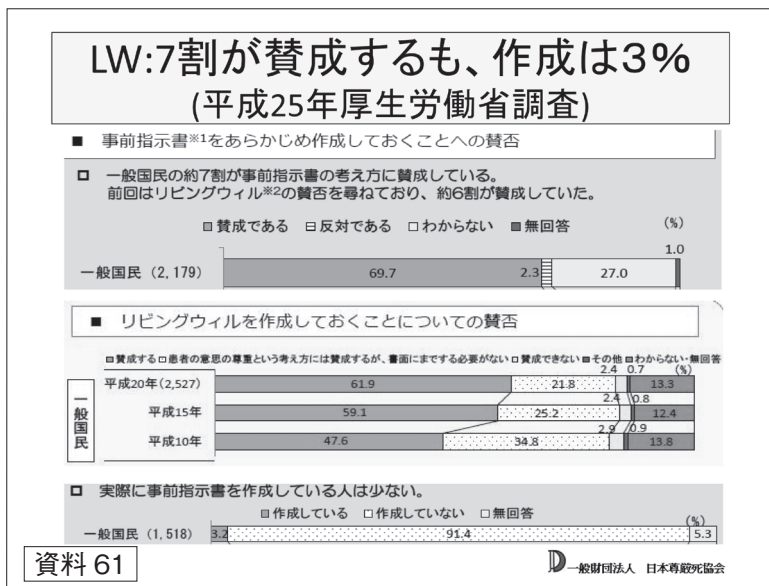 LW:7割が賛成するも、作成は3%
(平成25年厚生労働省調査)
■ 事前指示書※1をあらかじめ作成しておくことへの賛否
□ 一般国民の約7割が事前指示書の考え方に賛成している。
前回はリビングウィル※2の賛否を尋ねており、約6割が賛成していた。
■賛成である 目反対である □わからない ■無回答 (%)
1.0
一般国民 (2,179) 69.7 2.3 27.0
■ リビングウィルを作成しておくことについての賛否
■賛成する□患者の意思の尊重という考え方には賛成するが、書面にまでする必要がない□賛成できない■その他■わからない・無回答
2.4 0.7 (%)
平成20年(2,527) 61.9 21.8 13.3
2.4 0.8
一般国民
平成15年 59.1 25.2 12.4
2.9 0.9
平成10年 47.6 34.8 13.8
□ 実際に事前指示書を作成している人は少ない。
■作成している □作成していない □無回答
(%)
一般国民 (1,518) 3.2 91.4 5.3
資料 61
一般財団法人 日本尊厳死協会